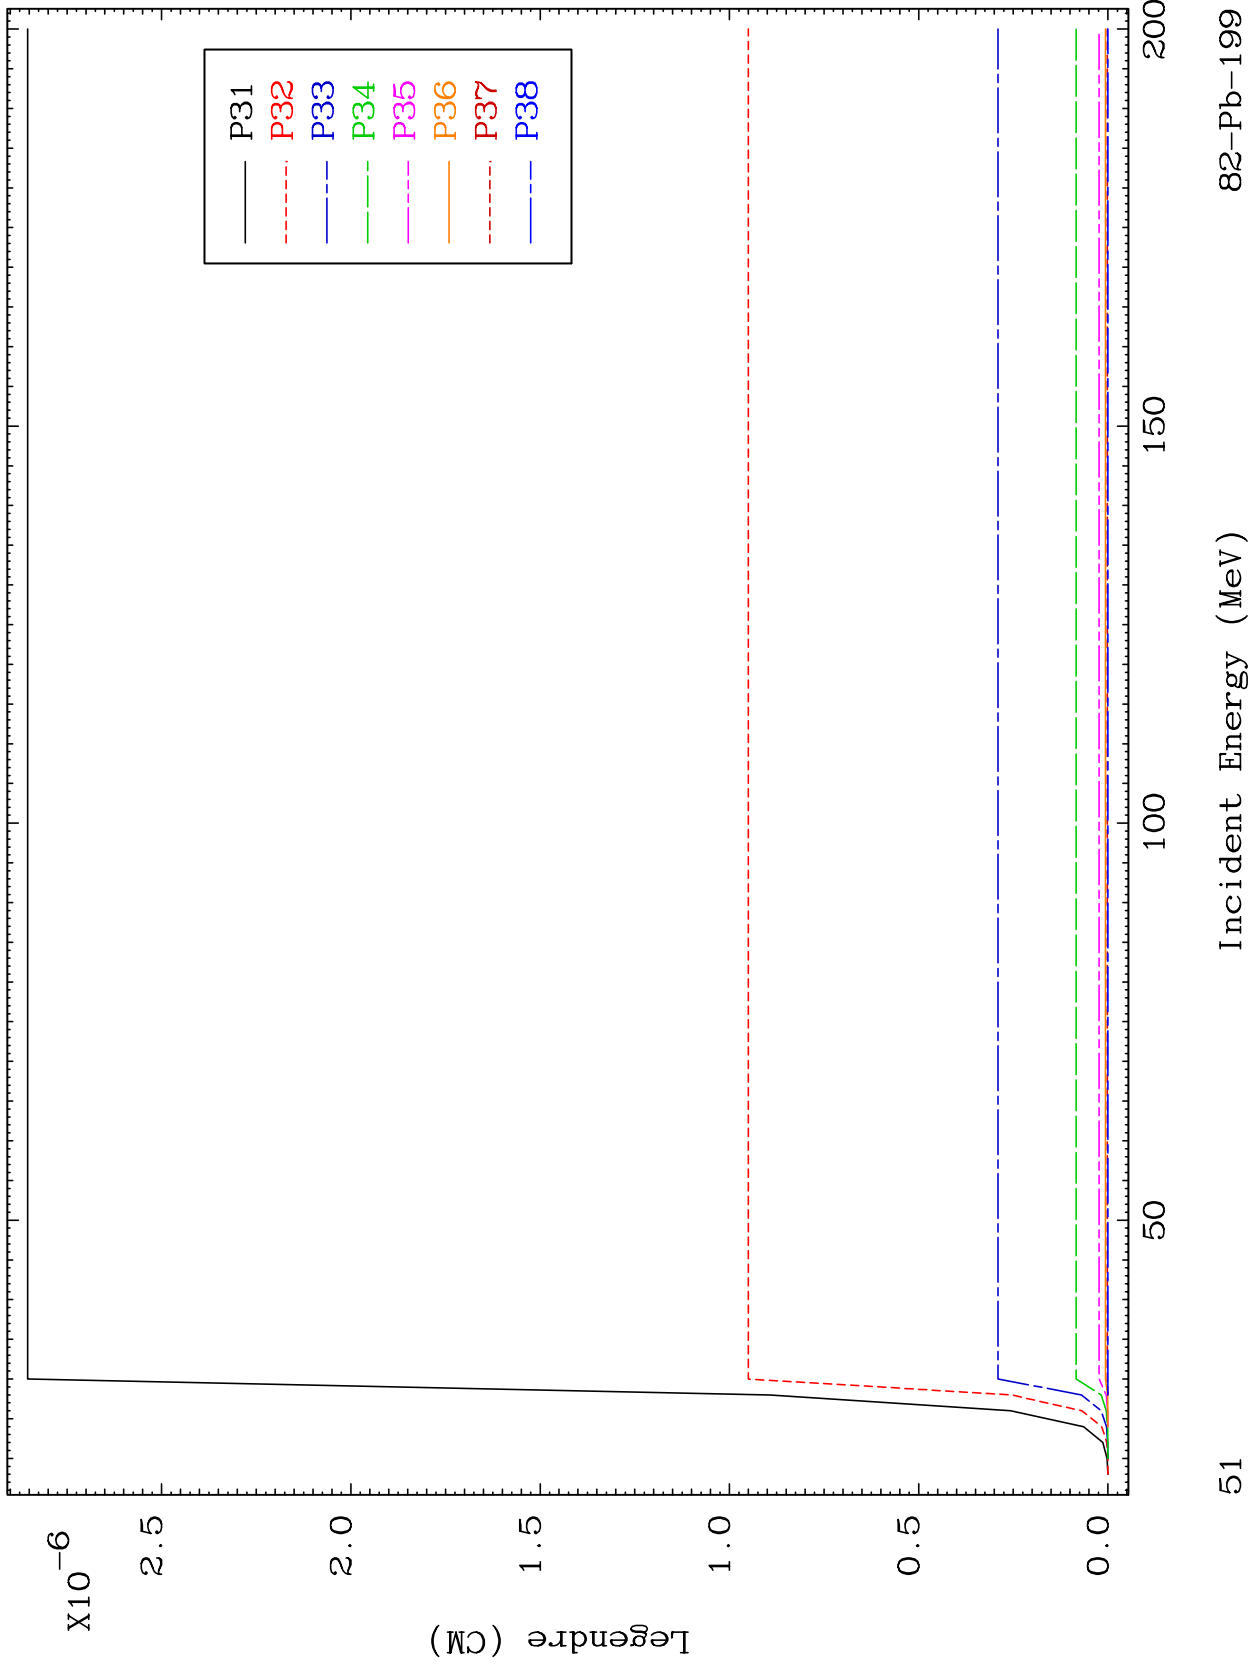 X10-6
2.5
2.0
1.5
1.0
0.5
0.0
Legendre (CM)
P31
P32
P33
P34
P35
P36
P37
P38
50
100
150
200
51
Incident Energy (MeV)
82-Pb-199